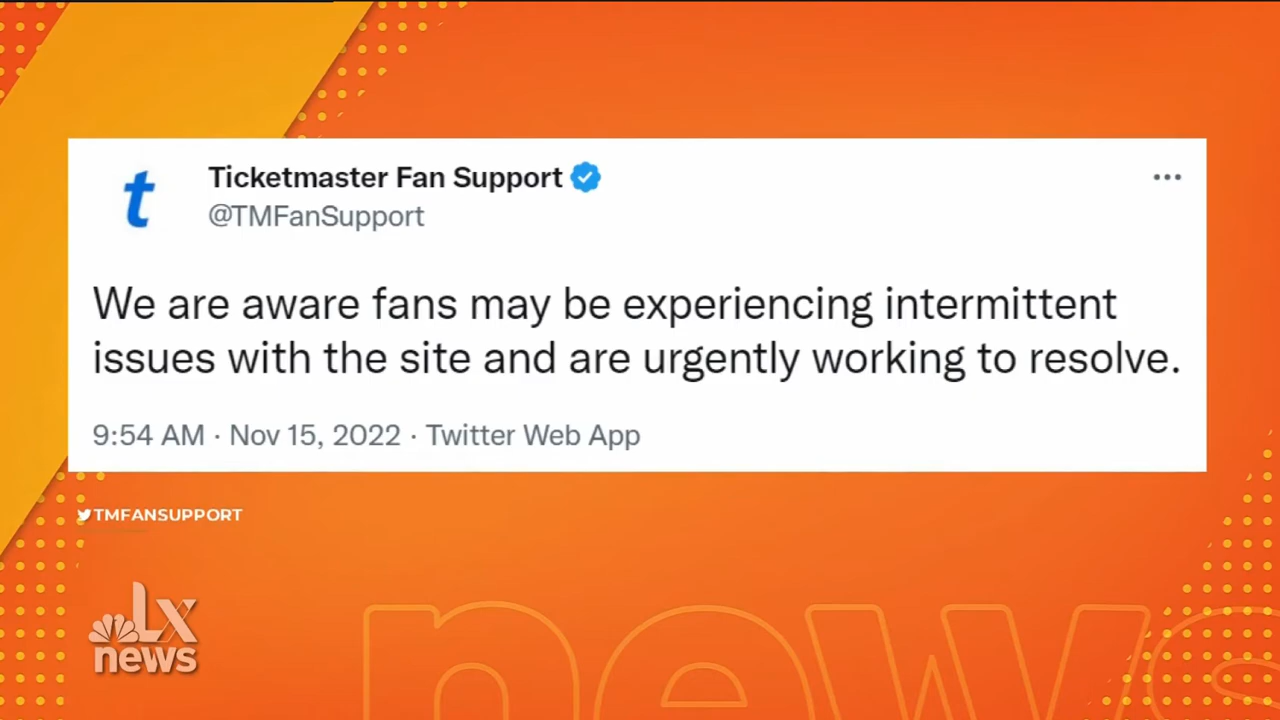 t
Ticketmaster Fan Support
@TMFanSupport
We are aware fans may be experiencing intermittent
issues with the site and are urgently working to resolve.
9:54 AM · Nov 15, 2022 · Twitter Web App
TMFANSUPPORT
LX
news
news